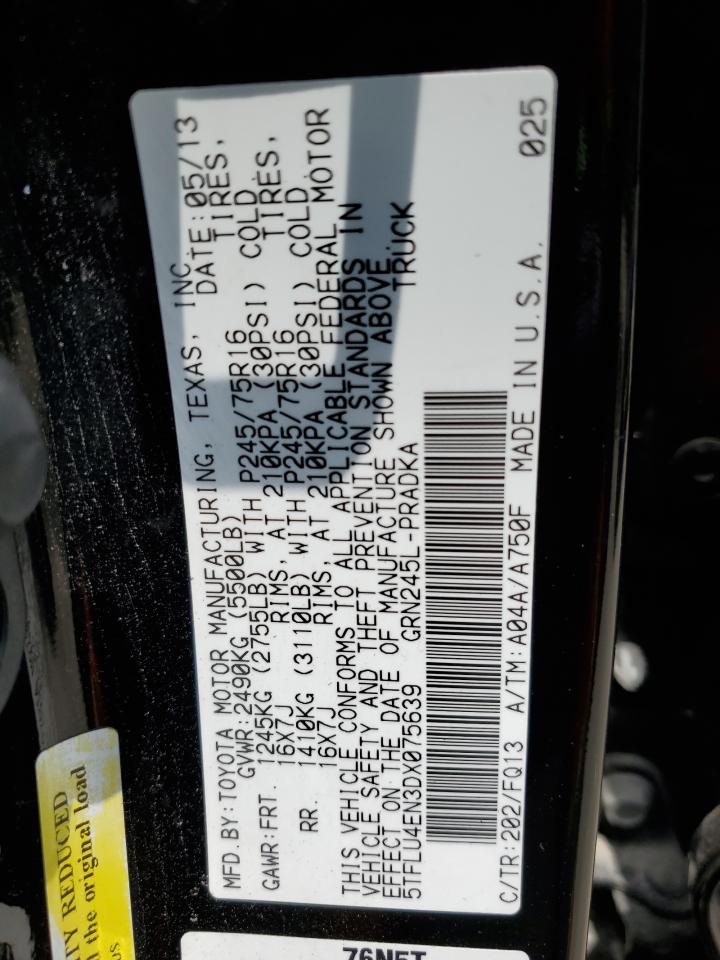 MFD.BY:TOYOTA MOTOR MANUFACTURING, TEXAS, INC
GVWR:2490KG (5500LB) DATE:05/13
GAWR:FRT. 1245KG (2755LB) WITH P245/75R16 TIRES,
16X7J RIMS, AT 210KPA (30PSI) COLD
RR. 1410KG (3110LB) WITH P245/75R16 TIRES,
16X7J RIMS, AT 210KPA (30PSI) COLD
THIS VEHICLE CONFORMS TO ALL APPLICABLE FEDERAL MOTOR
VEHICLE SAFETY AND THEFT PREVENTION STANDARDS IN
EFFECT ON THE DATE OF MANUFACTURE SHOWN ABOVE.
5TFLU4EN3DX075639 GRN245L-PRADKA TRUCK
C/TR:202/FQ13 A/TM:A04A/A750F MADE IN U.S.A. 025
REDUCED
the original load
76N5T